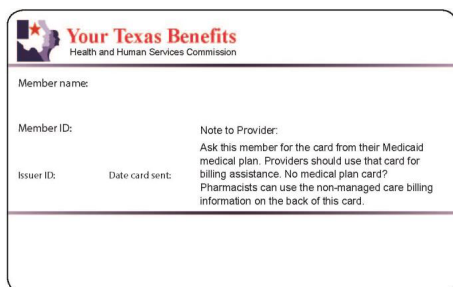 Your Texas Benefits
Health and Human Services Commission
Member name:
Member ID:
Note to Provider:
Ask this member for the card from their Medicaid
medical plan. Providers should use that card for
billing assistance. No medical plan card?
Pharmacists can use the non-managed care billing
information on the back of this card.
Issuer ID:
Date card sent: